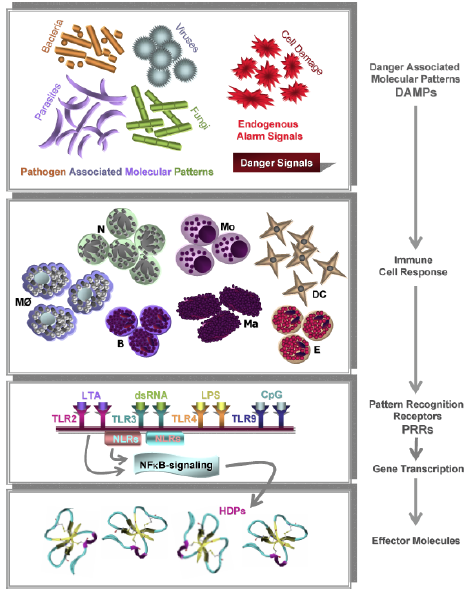 Bacteria
Viruses
Cell Damage
Parasites
Fungi
Endogenous
Alarm Signals
Pathogen Associated Molecular Patterns
Danger Signals
Danger Associated
Molecular Patterns
DAMPs
N
Mo
MØ
DC
B
Ma
E
Immune
Cell Response
LTA dsRNA LPS CpG
TLR2 TLR3 TLR4 TLR9
NLRs NLRs
NFκB-signaling
Pattern Recognition
Receptors
PRRs
Gene Transcription
HDPs
Effector Molecules